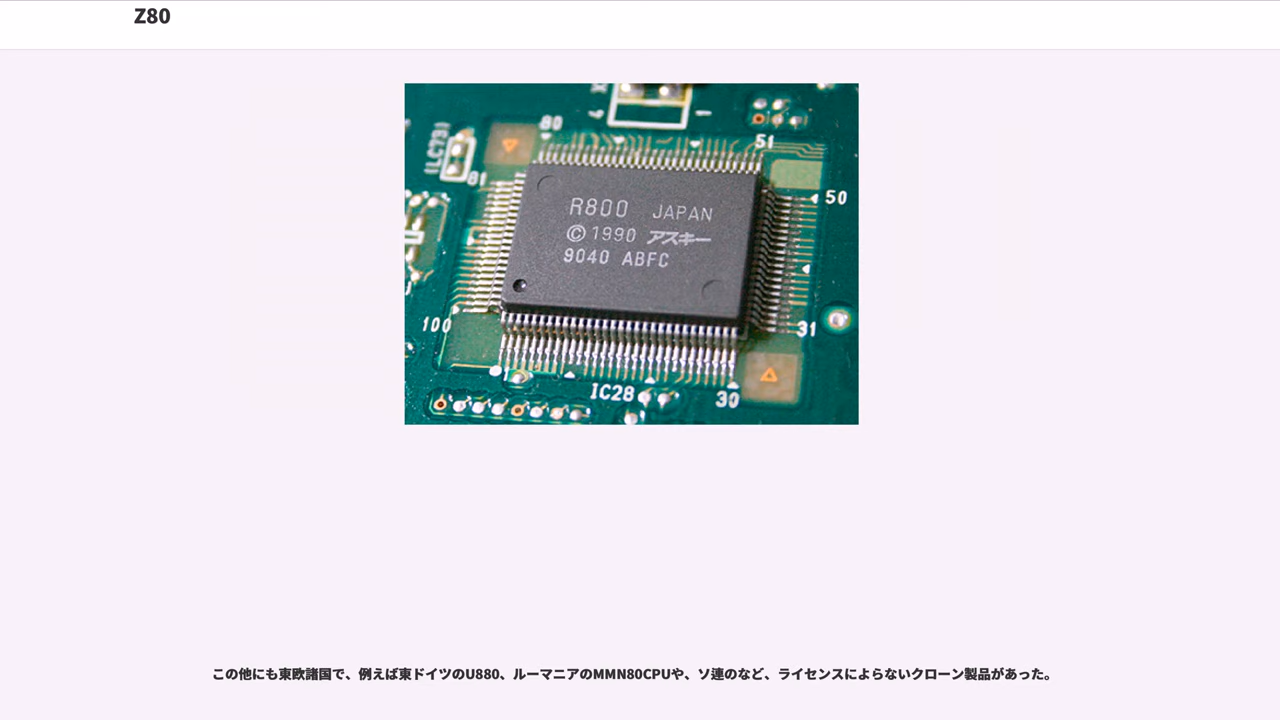 Z80
80
51
ILC731
81
50
R800 JAPAN
©1990 アスキー
9040 ABFC
100
31
1
IC28
30
この他にも東欧諸国で、例えば東ドイツのU880、ルーマニアのMMN80CPUや、ソ連のなど、ライセンスによらないクローン製品があった。